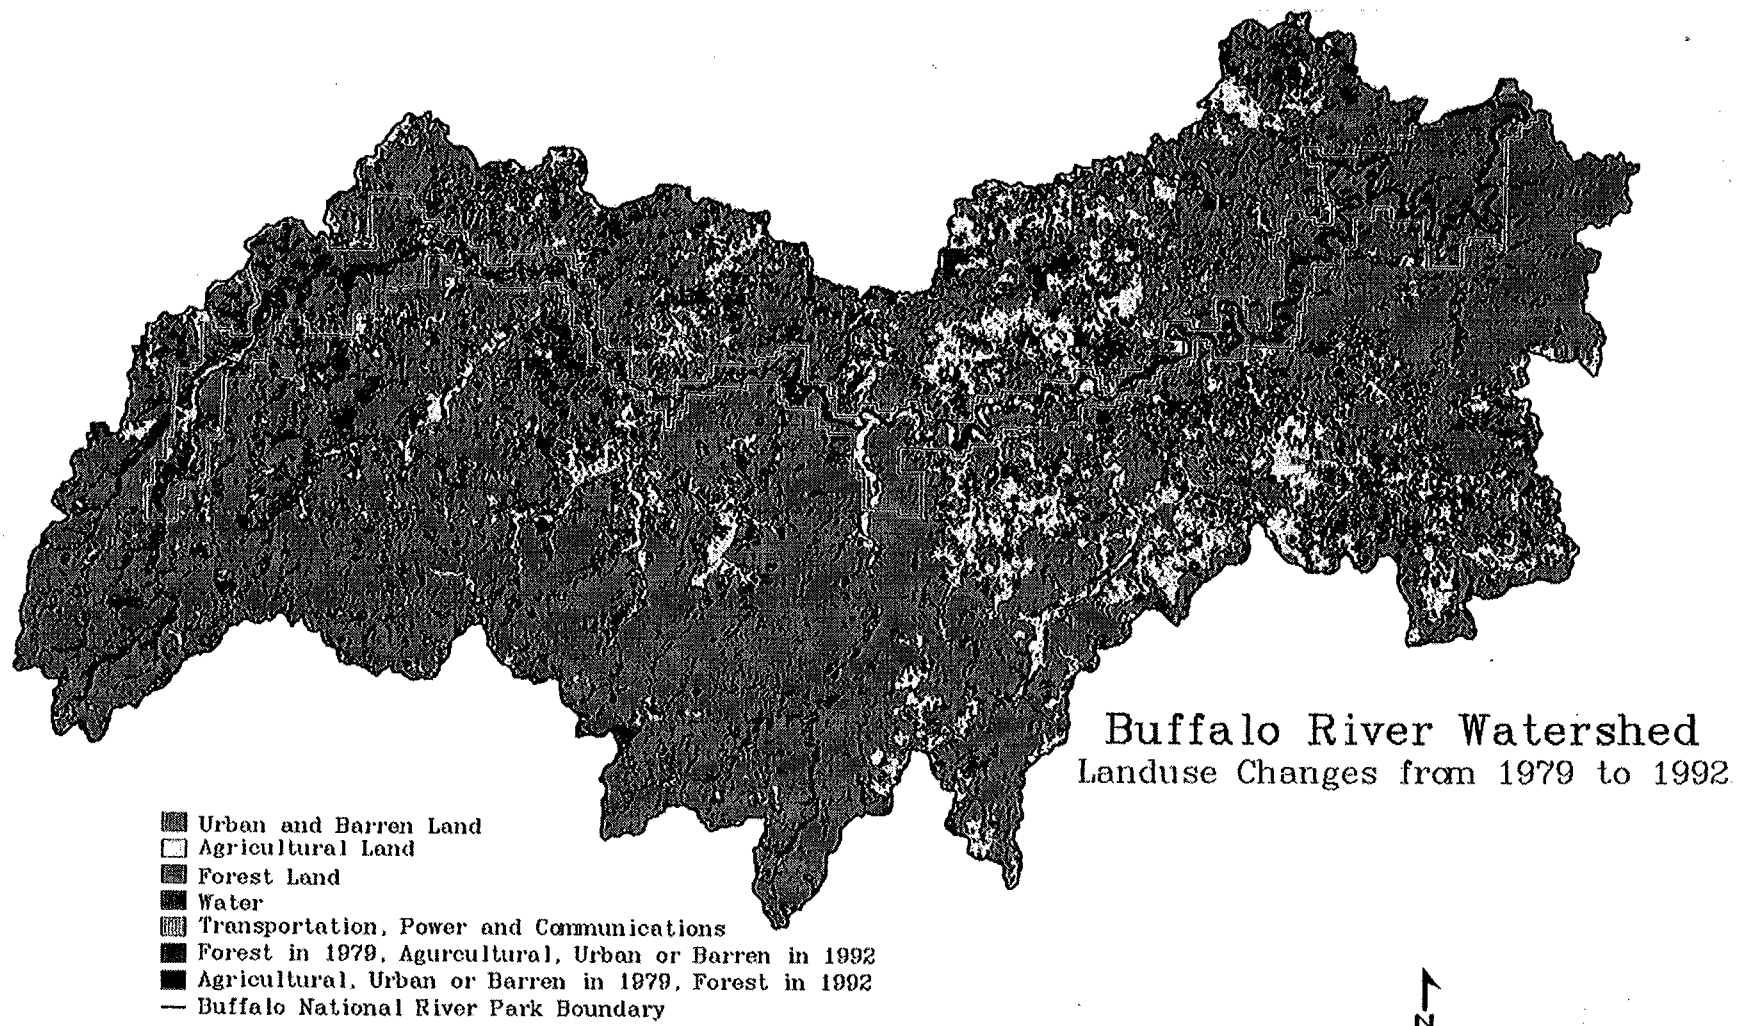 Buffalo River Watershed
Landuse Changes from 1979 to 1992
Urban and Barren Land
Agricultural Land
Forest Land
Water
Transportation, Power and Communications
Forest in 1979, Agurcultural, Urban or Barren in 1992
Agricultural, Urban or Barren in 1979, Forest in 1992
Buffalo National River Park Boundary
N